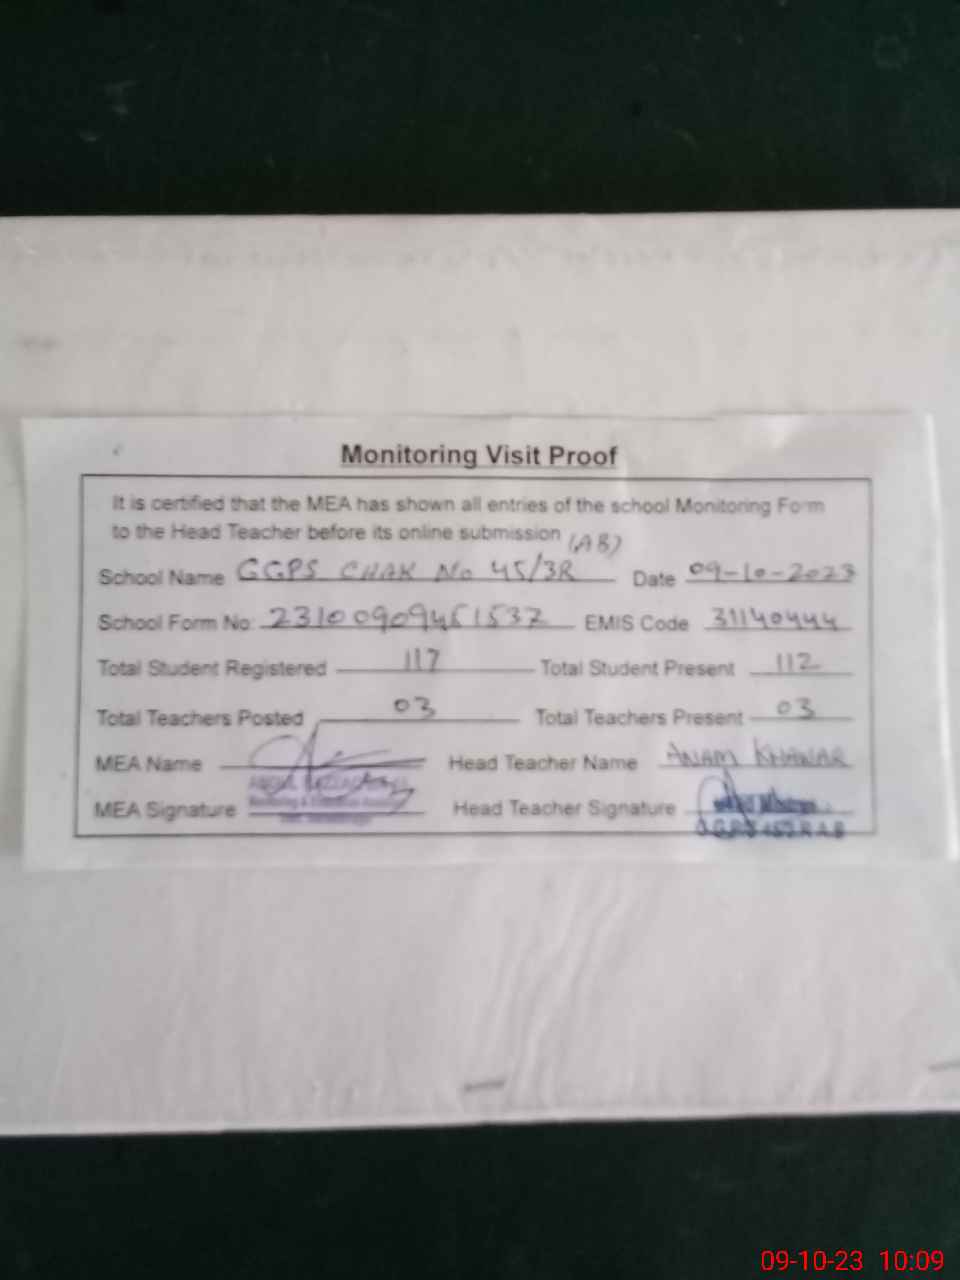 Monitoring Visit Proof
It is certified that the MEA has shown all entries of the school Monitoring Form
to the Head Teacher before its online submission
(AB)
School Name GGPS CHAK No 45/3R Date 09-10-2023
School Form No: 23100909451537 EMIS Code 31140444
Total Student Registered 117 Total Student Present 112
Total Teachers Posted 03 Total Teachers Present 03
MEA Name Head Teacher Name ANAM KHAWAR
MEA Signature Head Teacher Signature
09-10-23 10:09